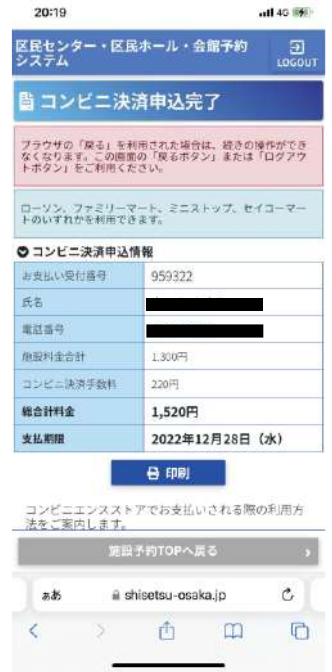 20:19
4G
区民センター・区民ホール・会館予約
システム
LOGOUT
コンビニ決済申込完了
ブラウザの「戻る」を利用された場合は、続きの操作ができ
なくなります。この画面の「戻るボタン」または「ログアウ
トボタン」をご利用ください。
ローソン、ファミリーマート、ミニストップ、セイコーマー
トのいずれかを利用できます。
コンビニ決済申込情報
お支払い受付番号 959322
氏名
電話番号
施設料金合計 1,300円
コンビニ決済手数料 220円
総合計料金 1,520円
支払期限 2022年12月28日（水）
印刷
コンビニエンスストアでお支払いされる際の利用方
法をご案内します。
施設予約TOPへ戻る
ぁあ shisetsu-osaka.jp